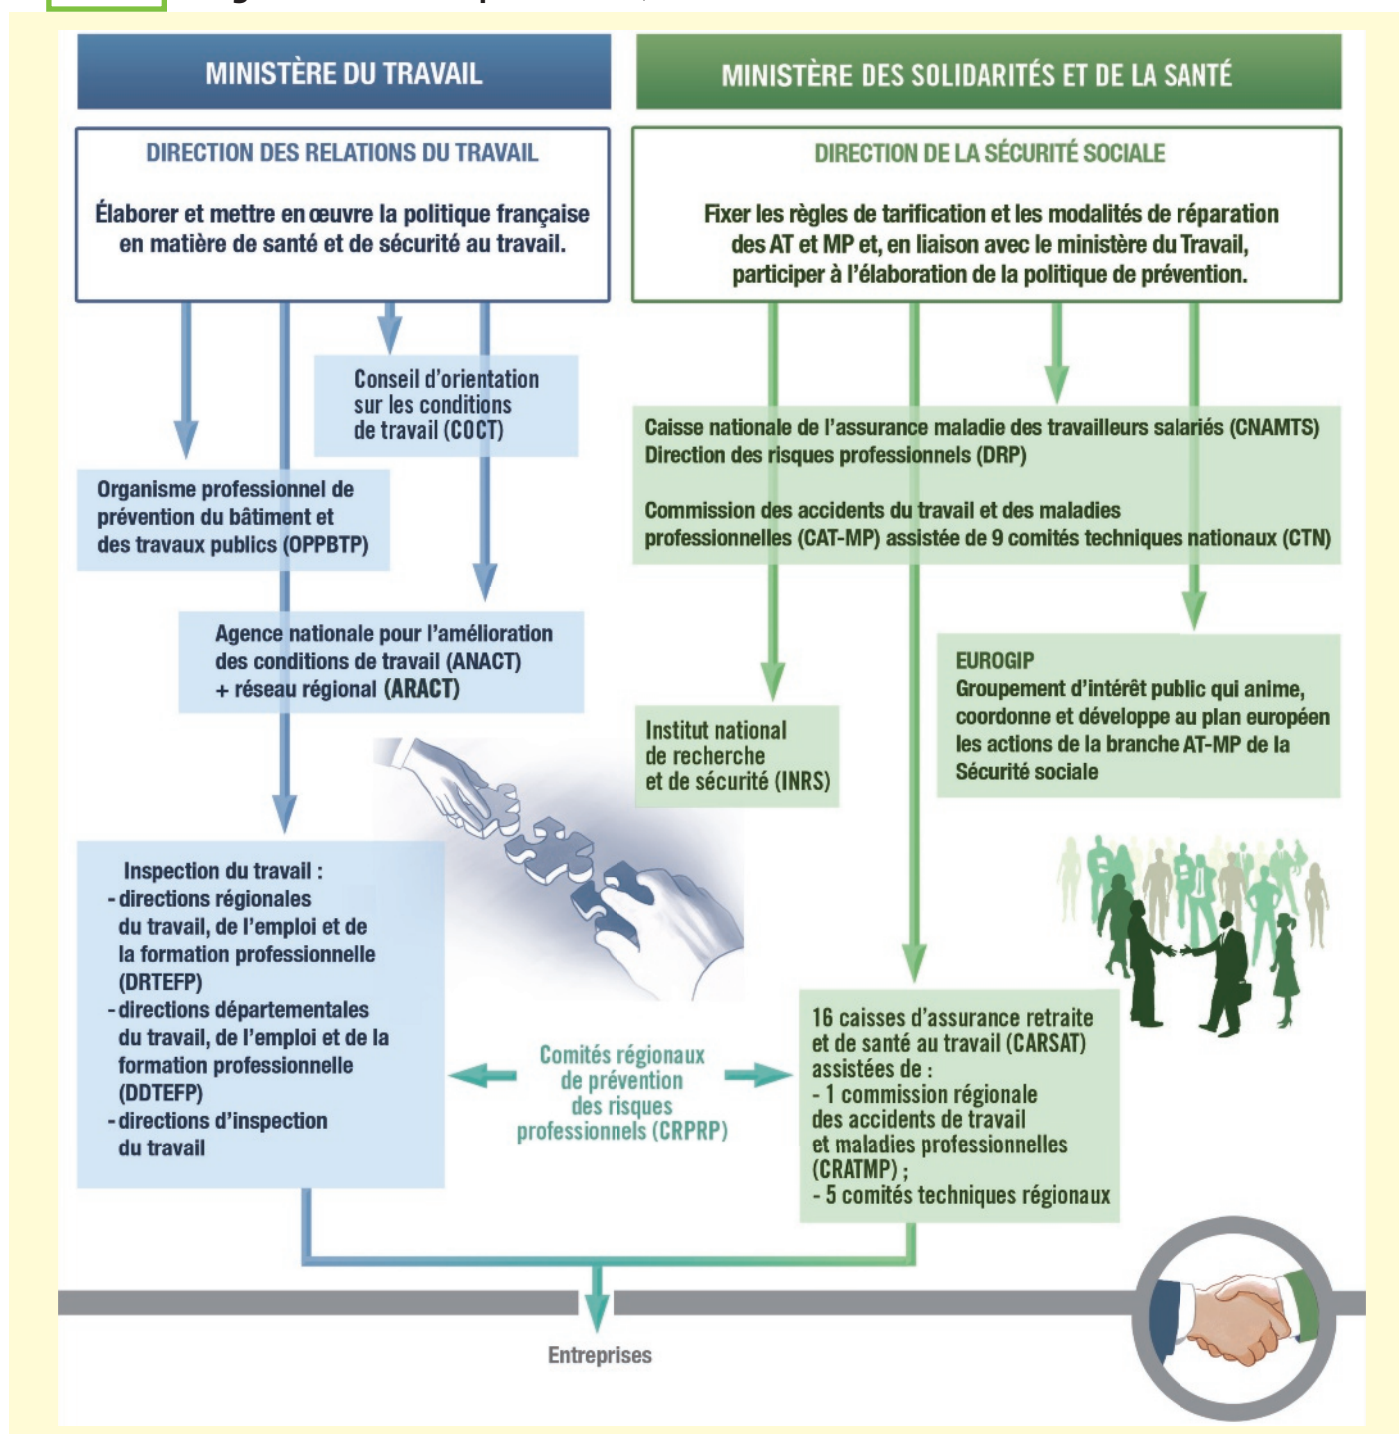 MINISTÈRE DU TRAVAIL
DIRECTION DES RELATIONS DU TRAVAIL
Élaborer et mettre en œuvre la politique française
en matière de santé et de sécurité au travail.
MINISTÈRE DES SOLIDARITÉS ET DE LA SANTÉ
DIRECTION DE LA SÉCURITÉ SOCIALE
Fixer les règles de tarification et les modalités de réparation
des AT et MP et, en liaison avec le ministère du Travail,
participer à l’élaboration de la politique de prévention.
Conseil d’orientation
sur les conditions
de travail (COCT)
Organisme professionnel de
prévention du bâtiment et
des travaux publics (OPPBTP)
Agence nationale pour l’amélioration
des conditions de travail (ANACT)
+ réseau régional (ARACT)
Caisse nationale de l’assurance maladie des travailleurs salariés (CNAMTS)
Direction des risques professionnels (DRP)
Commission des accidents du travail et des maladies
professionnelles (CAT-MP) assistée de 9 comités techniques nationaux (CTN)
EUROGIP
Groupement d’intérêt public qui anime,
coordonne et développe au plan européen
les actions de la branche AT-MP de la
Sécurité sociale
Institut national
de recherche
et de sécurité (INRS)
Inspection du travail :
- directions régionales
du travail, de l’emploi et de
la formation professionnelle
(DRTEFP)
- directions départementales
du travail, de l’emploi et de la
formation professionnelle
(DDTEFP)
- directions d’inspection
du travail
Comités régionaux
de prévention
des risques
professionnels (CRPRP)
16 caisses d’assurance retraite
et de santé au travail (CARSAT)
assistées de :
- 1 commission régionale
des accidents de travail
et maladies professionnelles
(CRATMP) ;
- 5 comités techniques régionaux
Entreprises